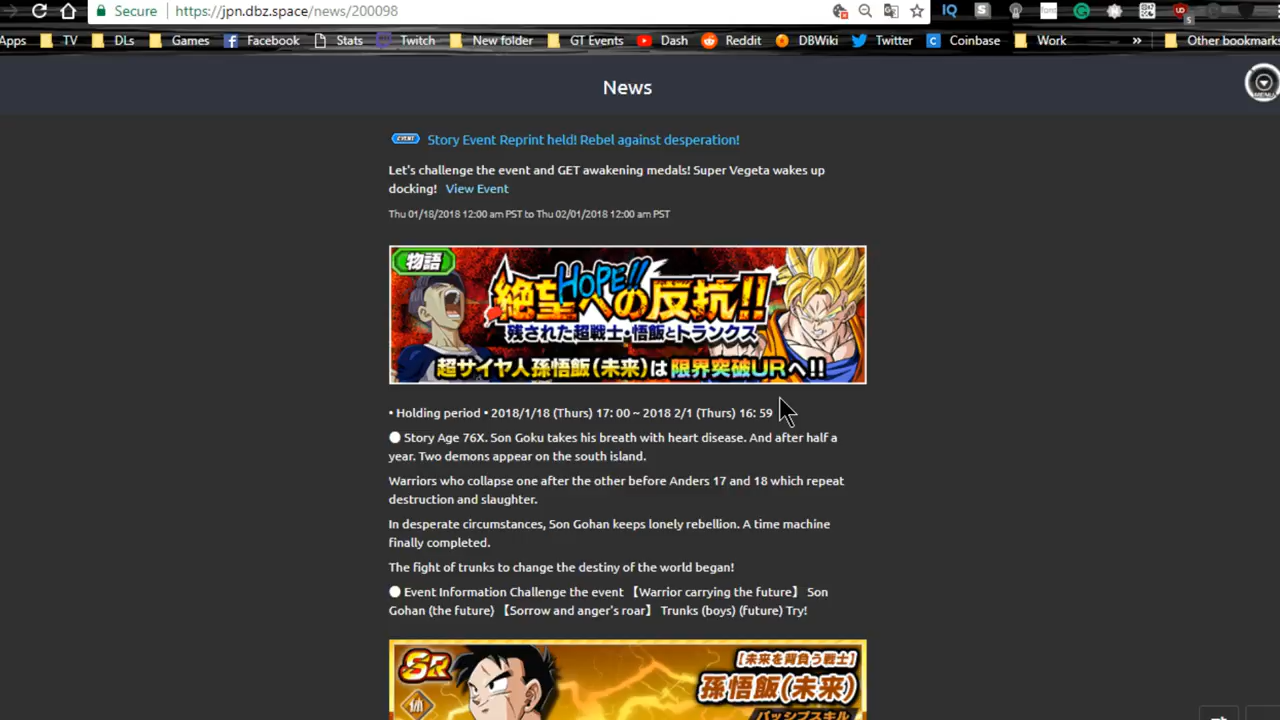 Secure https://jpn.dbz.space/news/200098
Apps TV DLs Games Facebook Stats Twitch New folder GT Events Dash Reddit DBWiki Twitter Coinbase Work » Other bookmarks
News
MENU
EVENT Story Event Reprint held! Rebel against desperation!
Let's challenge the event and GET awakening medals! Super Vegeta wakes up
docking! View Event
Thu 01/18/2018 12:00 am PST to Thu 02/01/2018 12:00 am PST
物語
HOPE!!
絶望への反抗!!
残された超戦士・悟飯とトランクス
超サイヤ人孫悟飯(未来)は限界突破URへ!!
• Holding period • 2018/1/18 (Thurs) 17: 00 ~ 2018 2/1 (Thurs) 16: 59
● Story Age 76X. Son Goku takes his breath with heart disease. And after half a
year. Two demons appear on the south island.
Warriors who collapse one after the other before Anders 17 and 18 which repeat
destruction and slaughter.
In desperate circumstances, Son Gohan keeps lonely rebellion. A time machine
finally completed.
The fight of trunks to change the destiny of the world began!
● Event Information Challenge the event 【Warrior carrying the future】 Son
Gohan (the future) 【Sorrow and anger's roar】 Trunks (boys) (future) Try!
SR
[未来を背負う戦士]
孫悟飯(未来)
体
パッシブスキル